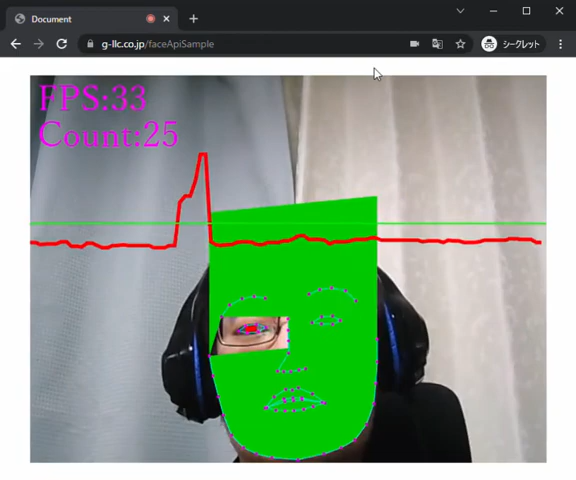 Document
g-llc.co.jp/faceApiSample
シークレット
FPS:33
Count:25